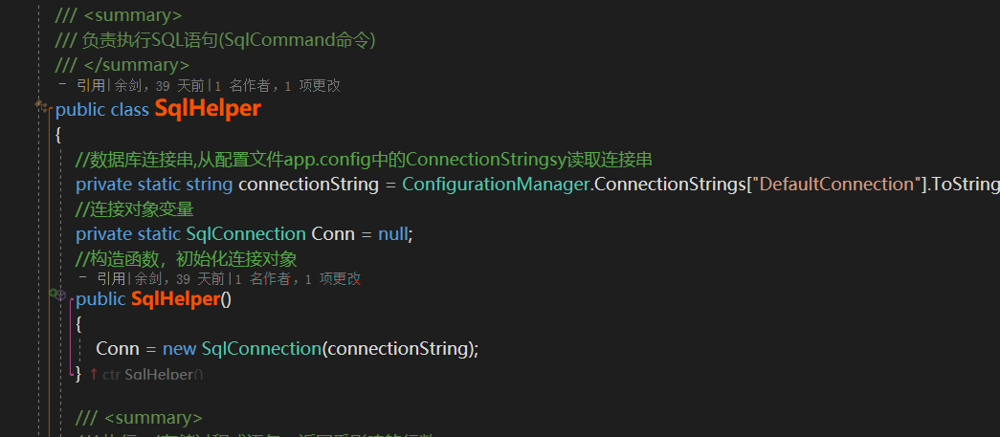 /// <summary>
/// 负责执行SQL语句(SqlCommand命令)
/// </summary>
- 引用|余剑，39 天前|1 名作者，1 项更改
public class SqlHelper
{
//数据库连接串,从配置文件app.config中的ConnectionStringsy读取连接串
private static string connectionString = ConfigurationManager.ConnectionStrings["DefaultConnection"].ToString
//连接对象变量
private static SqlConnection Conn = null;
//构造函数，初始化连接对象
- 引用|余剑，39 天前|1 名作者，1 项更改
public SqlHelper()
{
Conn = new SqlConnection(connectionString);
} ↑ ctr SqlHelper()
/// <summary>